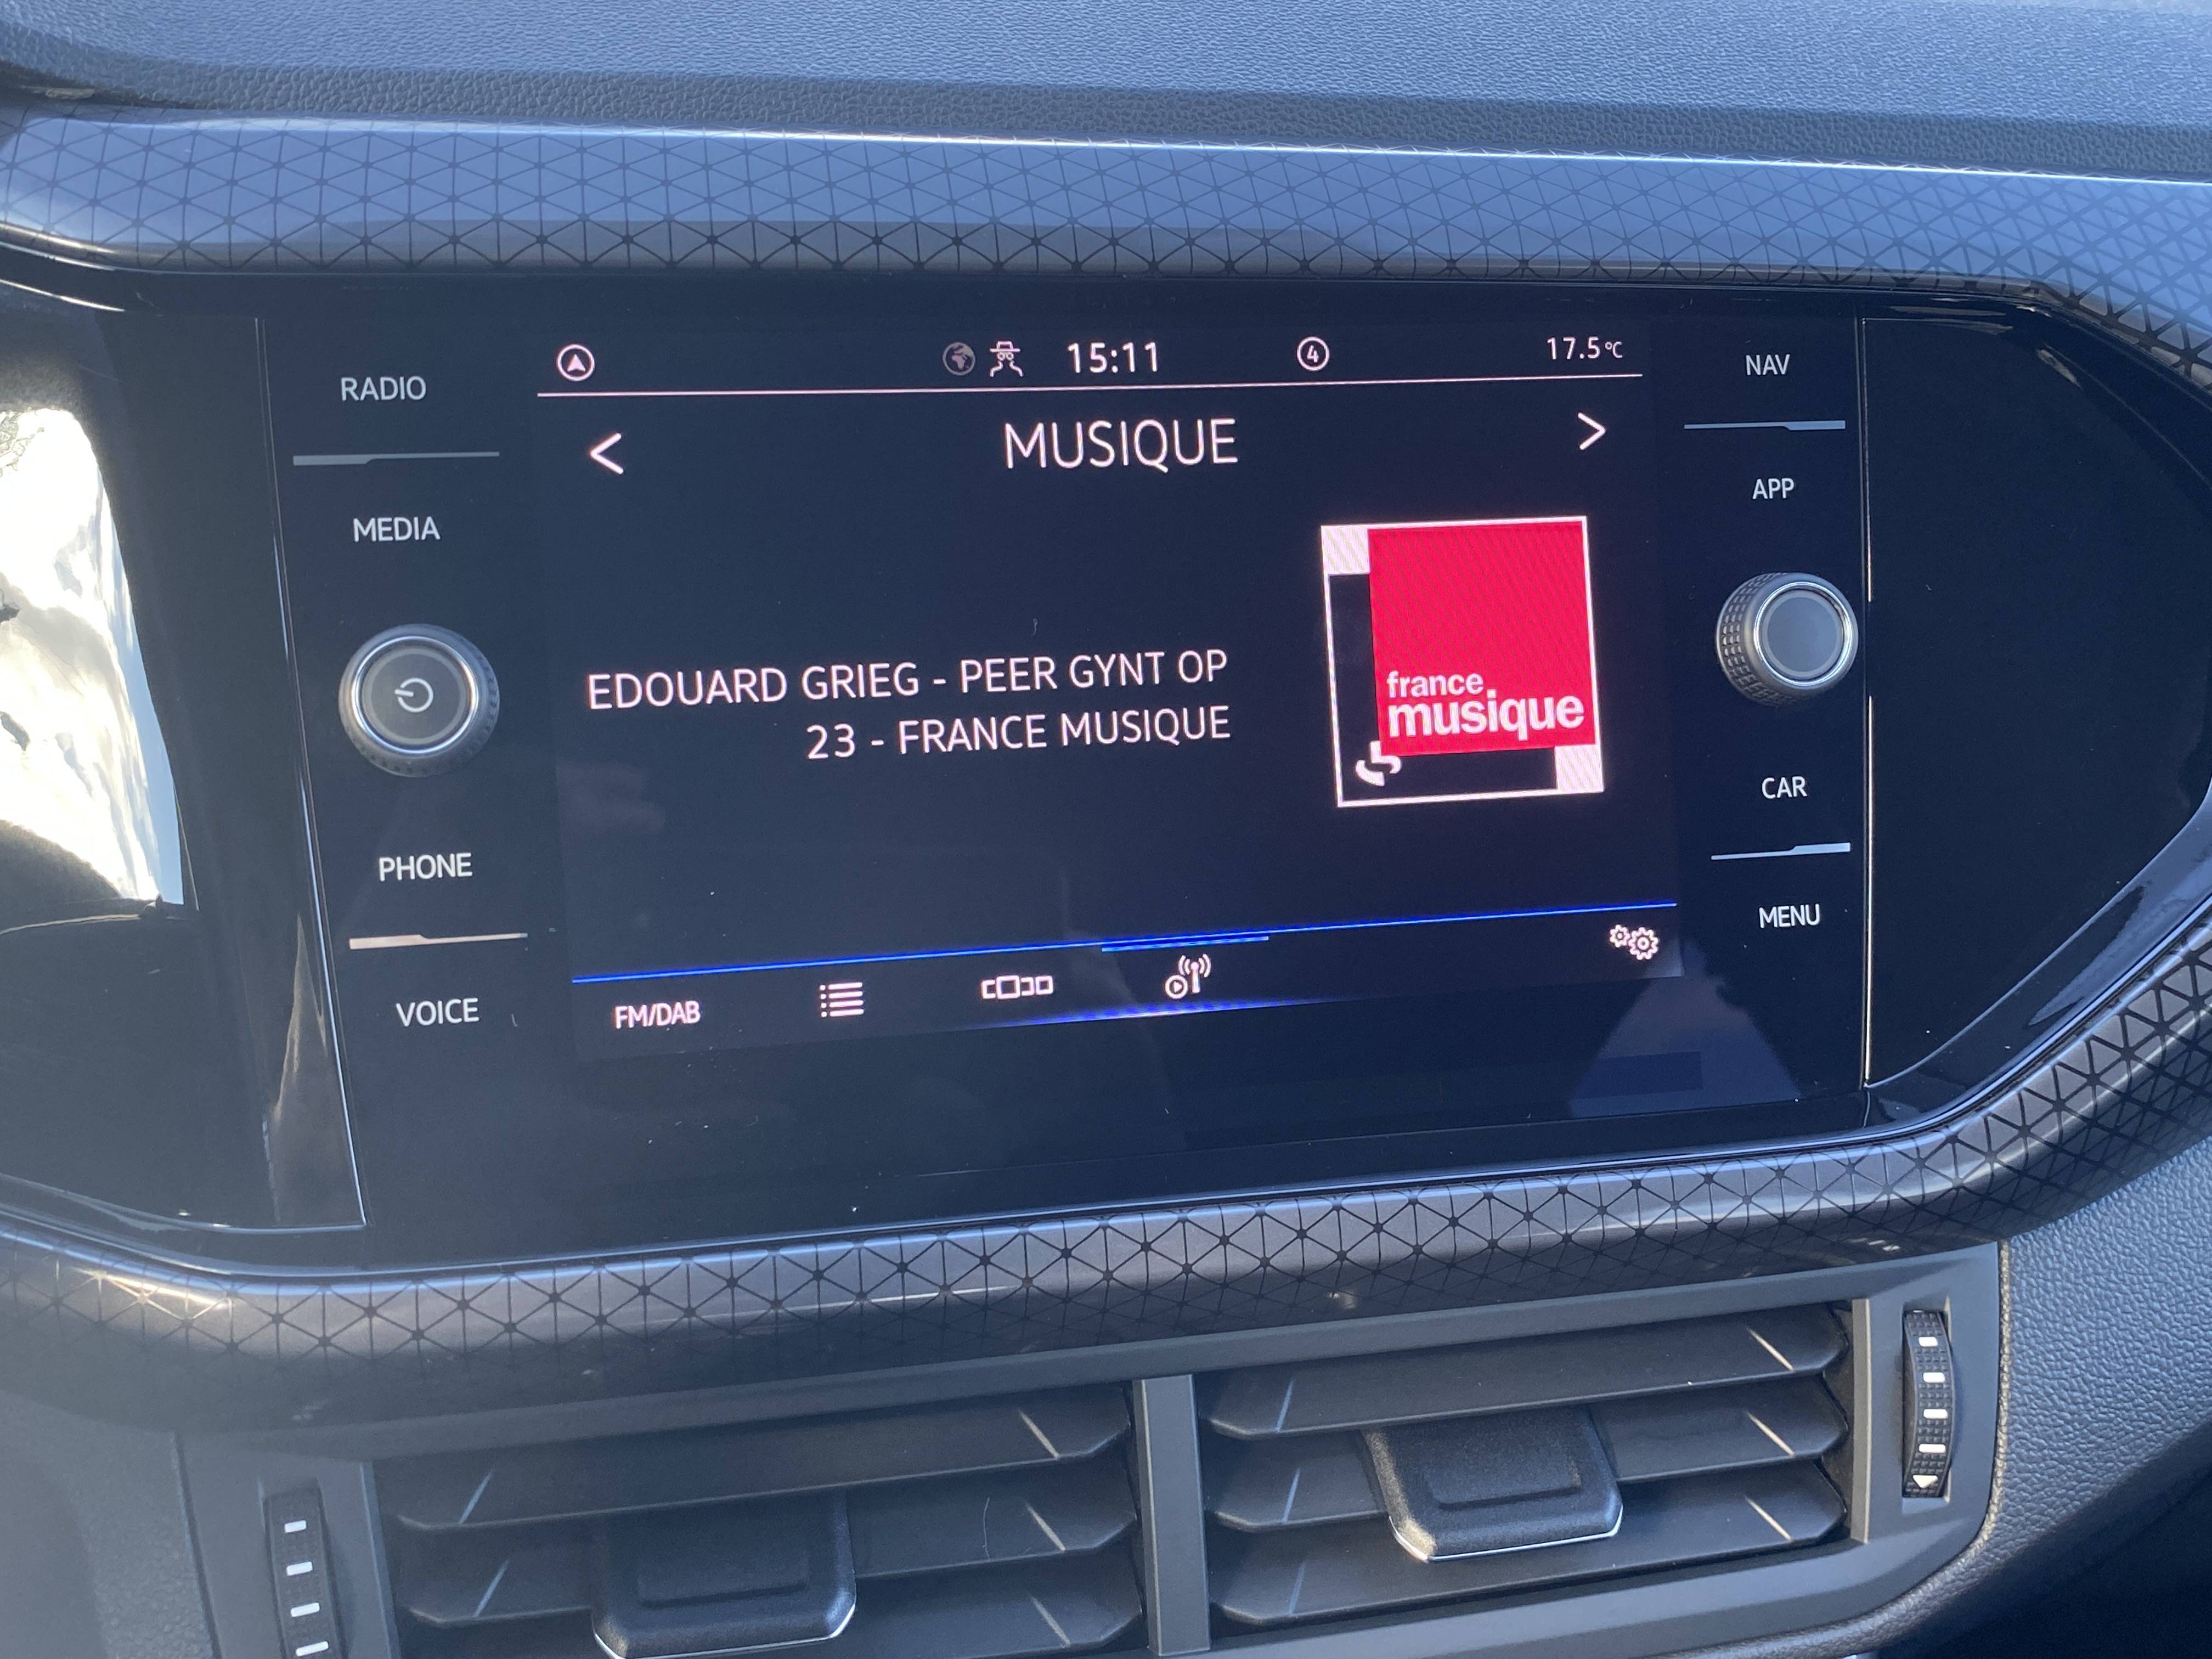 15:11
4
17.5°C
RADIO
NAV
< MUSIQUE >
MEDIA
APP
EDOUARD GRIEG - PEER GYNT OP
23 - FRANCE MUSIQUE
france
musique
PHONE
CAR
VOICE
MENU
FM/DAB